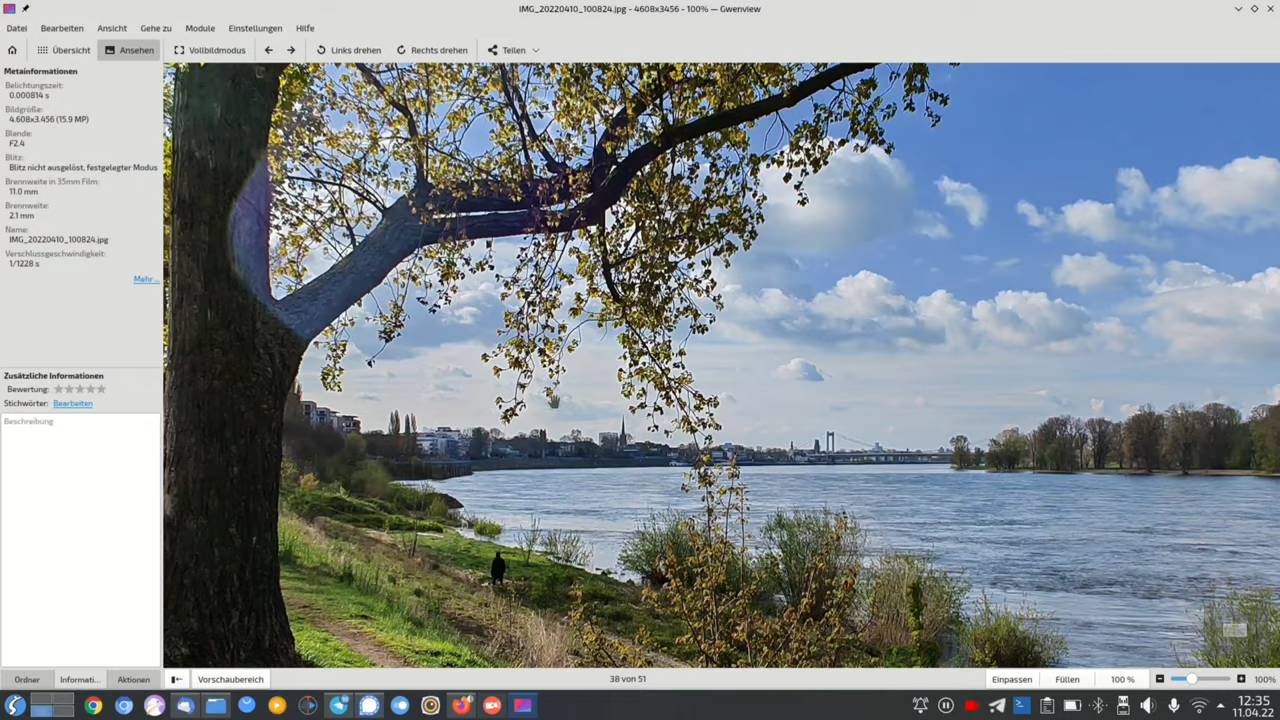 IMG_20220410_100824.jpg - 4608x3456 - 100% — Gwenview
Datei Bearbeiten Ansicht Gehe zu Module Einstellungen Hilfe
Übersicht Ansehen Vollbildmodus Links drehen Rechts drehen Teilen
Metainformationen
Belichtungszeit:
0.000814 s
Bildgröße:
4.608x3.456 (15.9 MP)
Blende:
F2.4
Blitz:
Blitz nicht ausgelöst, festgelegter Modus
Brennweite in 35mm Film:
11.0 mm
Brennweite:
2.1 mm
Name:
IMG_20220410_100824.jpg
Verschlussgeschwindigkeit:
1/1228 s
Mehr ...
Zusätzliche Informationen
Bewertung:
Stichwörter: Bearbeiten
Beschreibung
Ordner Informati... Aktionen Vorschaubereich 38 von 51 Einpassen Füllen 100 % 100%
12:35
11.04.22